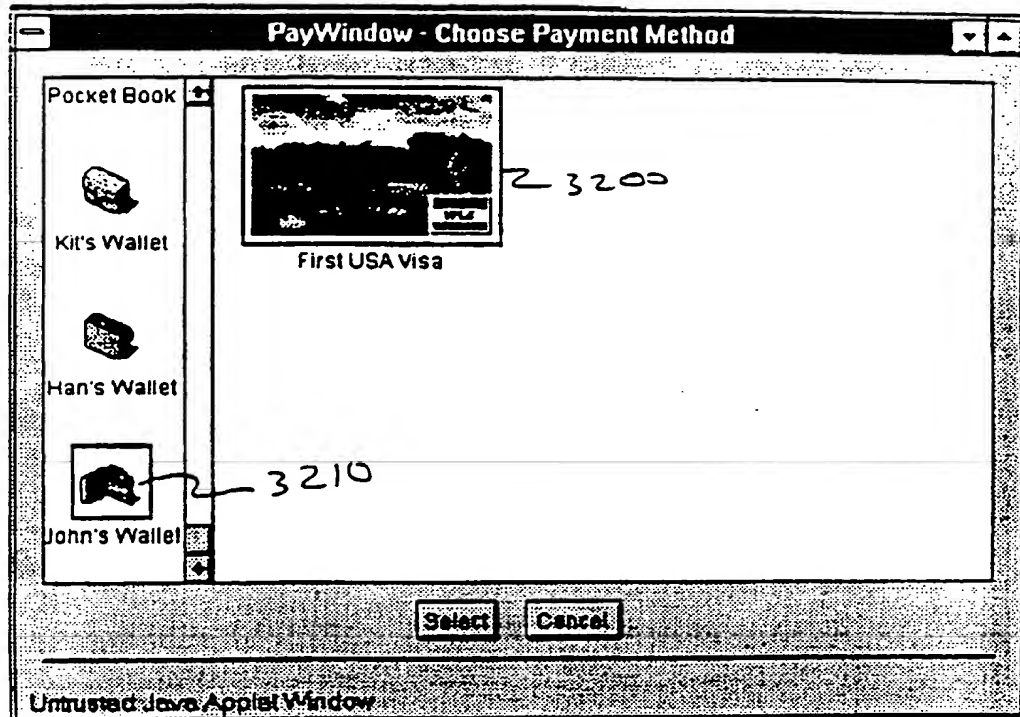 PayWindow - Choose Payment Method
Pocket Book
Kit's Wallet
Han's Wallet
John's Wallet
3210
3200
VISA
First USA Visa
Select Cancel
Untrusted Java Applet Window